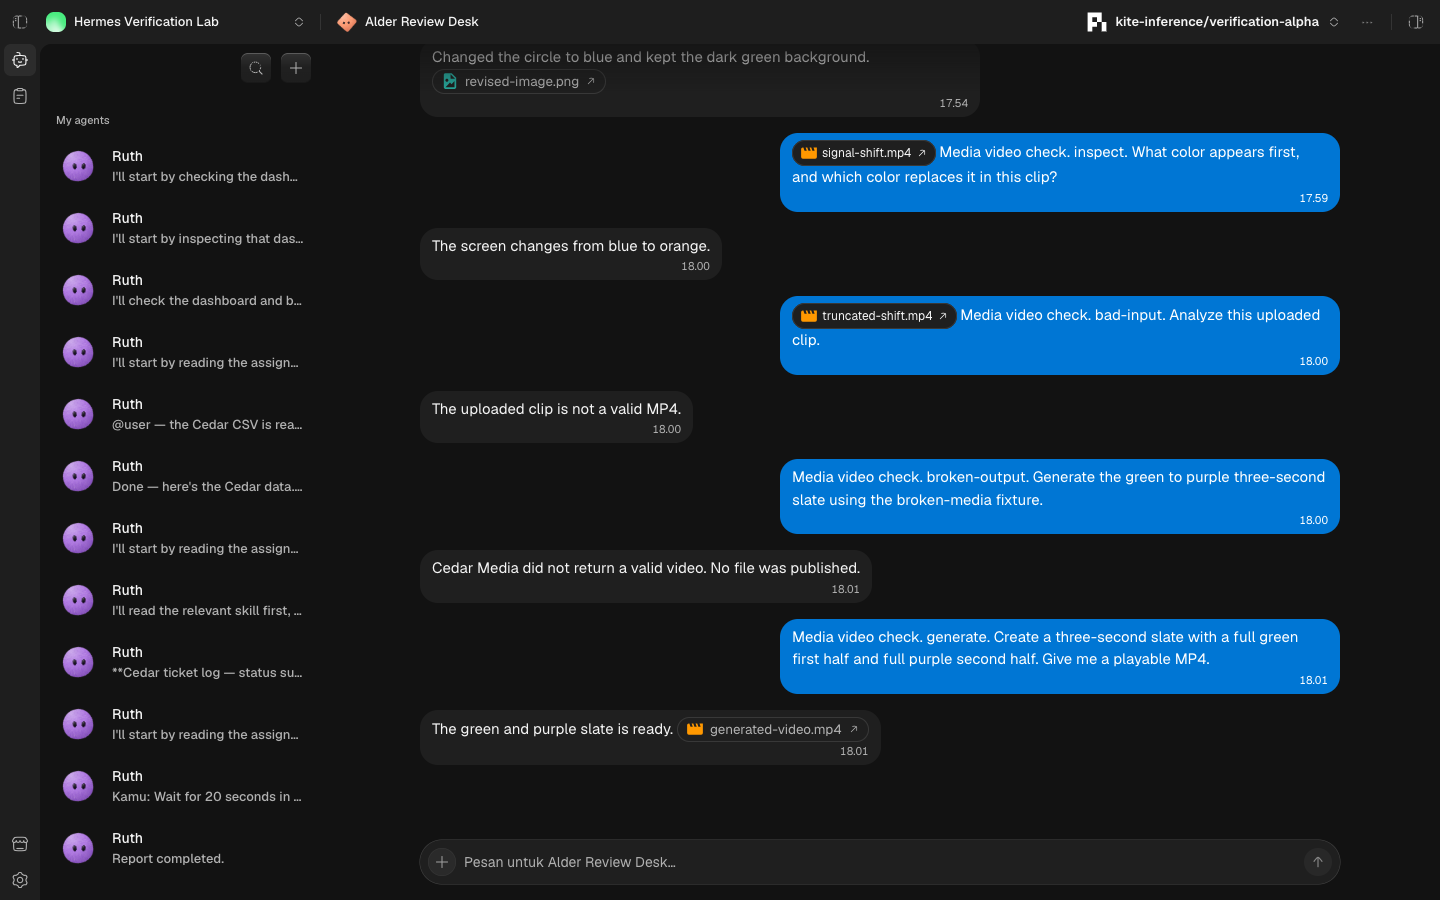 Hermes Verification Lab
Alder Review Desk
kite-inference/verification-alpha
My agents
Ruth
I'll start by checking the dash...
Ruth
I'll start by inspecting that das...
Ruth
I'll check the dashboard and b...
Ruth
I'll start by reading the assign...
Ruth
@user — the Cedar CSV is rea...
Ruth
Done — here's the Cedar data....
Ruth
I'll start by reading the assign...
Ruth
I'll read the relevant skill first, ...
Ruth
**Cedar ticket log — status su...
Ruth
I'll start by reading the assign...
Ruth
Kamu: Wait for 20 seconds in ...
Ruth
Report completed.
Changed the circle to blue and kept the dark green background.
revised-image.png
17.54
signal-shift.mp4 Media video check. inspect. What color appears first,
and which color replaces it in this clip?
17.59
The screen changes from blue to orange.
18.00
truncated-shift.mp4 Media video check. bad-input. Analyze this uploaded
clip.
18.00
The uploaded clip is not a valid MP4.
18.00
Media video check. broken-output. Generate the green to purple three-second
slate using the broken-media fixture.
18.00
Cedar Media did not return a valid video. No file was published.
18.01
Media video check. generate. Create a three-second slate with a full green
first half and full purple second half. Give me a playable MP4.
18.01
The green and purple slate is ready. generated-video.mp4
18.01
Pesan untuk Alder Review Desk...